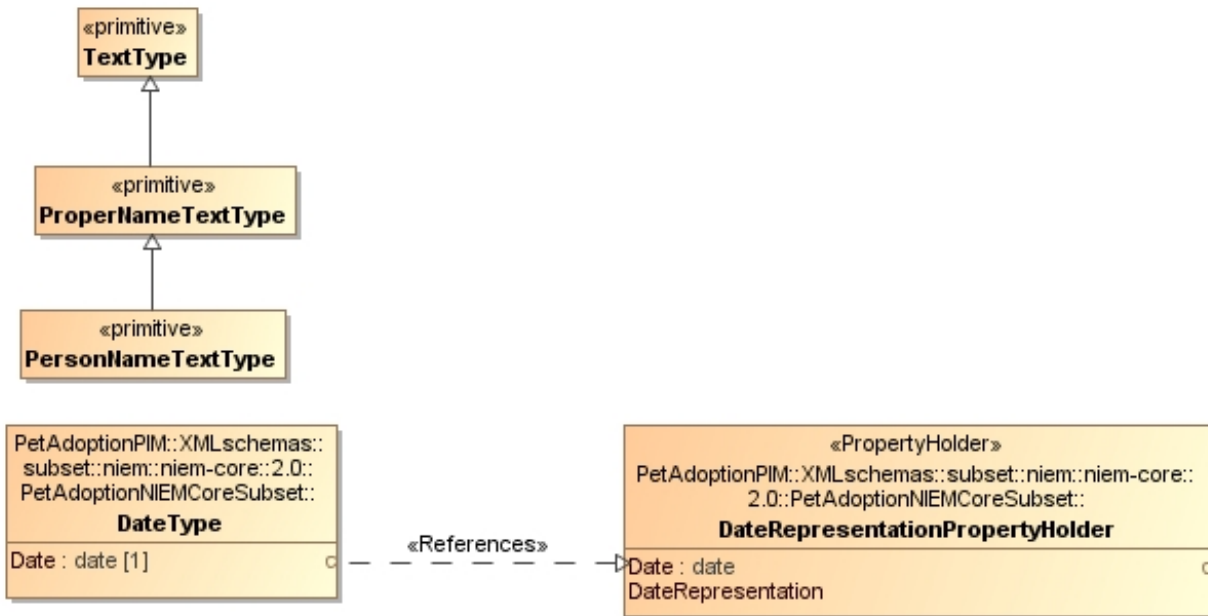 «primitive»
TextType
«primitive»
ProperNameTextType
«primitive»
PersonNameTextType
PetAdoptionPIM::XMLschemas::
subset::niem::niem-core::2.0::
PetAdoptionNIEMCoreSubset::
DateType
Date : date [1]
«References»
«PropertyHolder»
PetAdoptionPIM::XMLschemas::subset::niem::niem-core::
2.0::PetAdoptionNIEMCoreSubset::
DateRepresentationPropertyHolder
Date : date
DateRepresentation